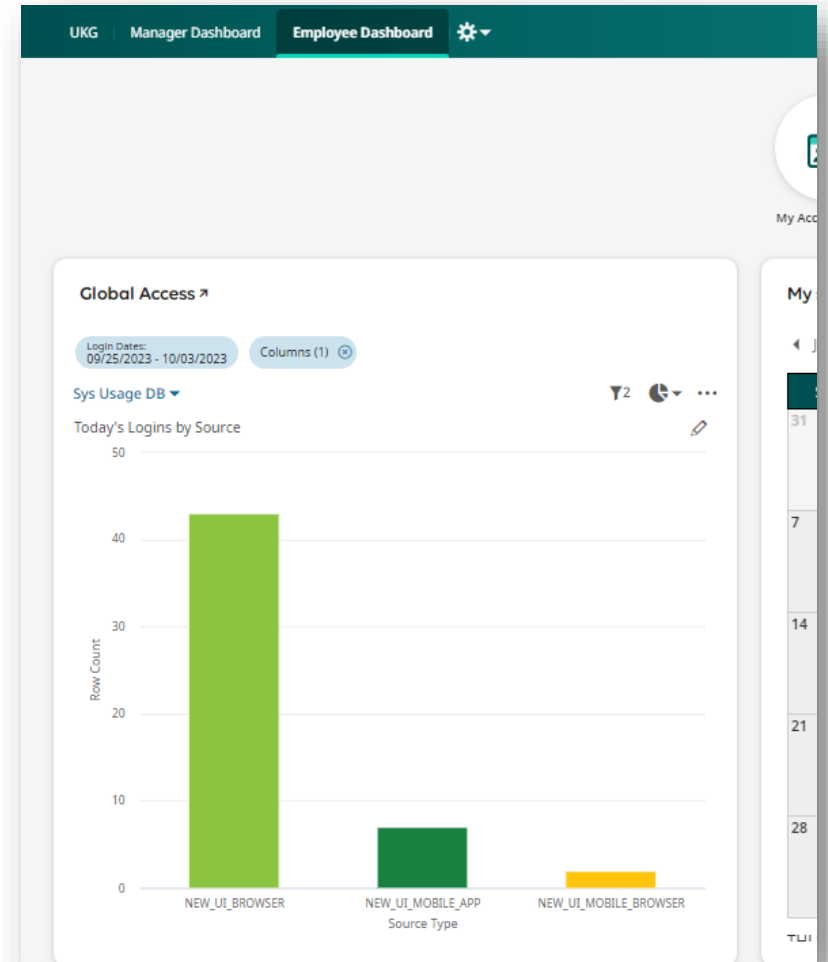 UKG Manager Dashboard Employee Dashboard
My Acc
Global Access
Login Dates:
09/25/2023 - 10/03/2023
Columns (1)
Sys Usage DB
2
Today's Logins by Source
50
40
30
20
10
0
Row Count
NEW_UI_BROWSER NEW_UI_MOBILE_APP NEW_UI_MOBILE_BROWSER
Source Type
My
31
7
14
21
28